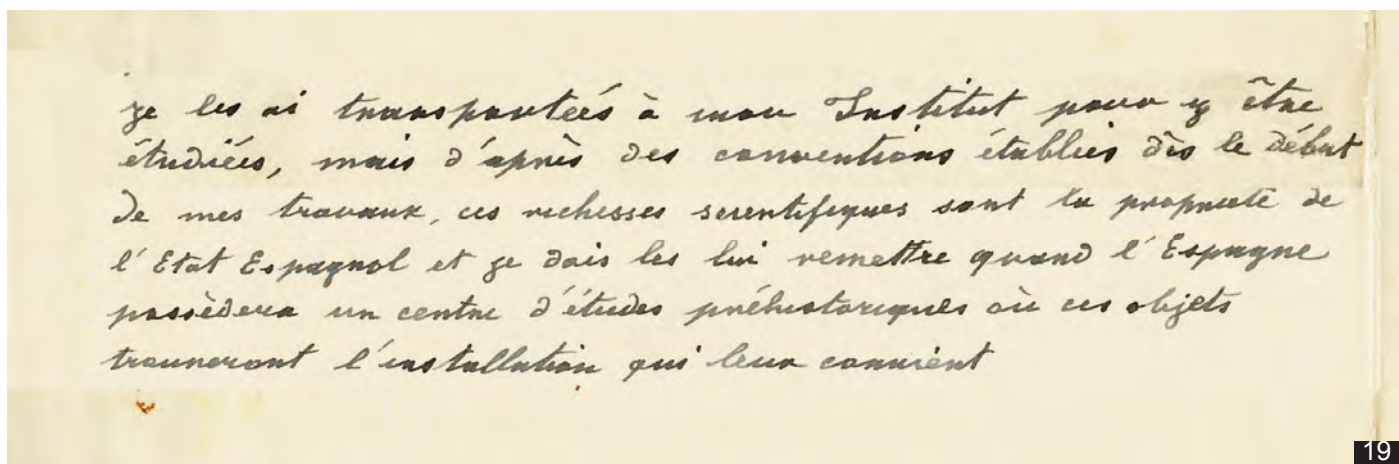 je les ai transportées à mon Institut pour y être
étudiées, mais d'après des conventions établies dès le début
de mes travaux, ces richesses scientifiques sont la propriété de
l'Etat Espagnol et je dois les lui remettre quand l'Espagne
possèdera un centre d'études préhistoriques où ces objets
trouveront l'installation qui leur convient
19